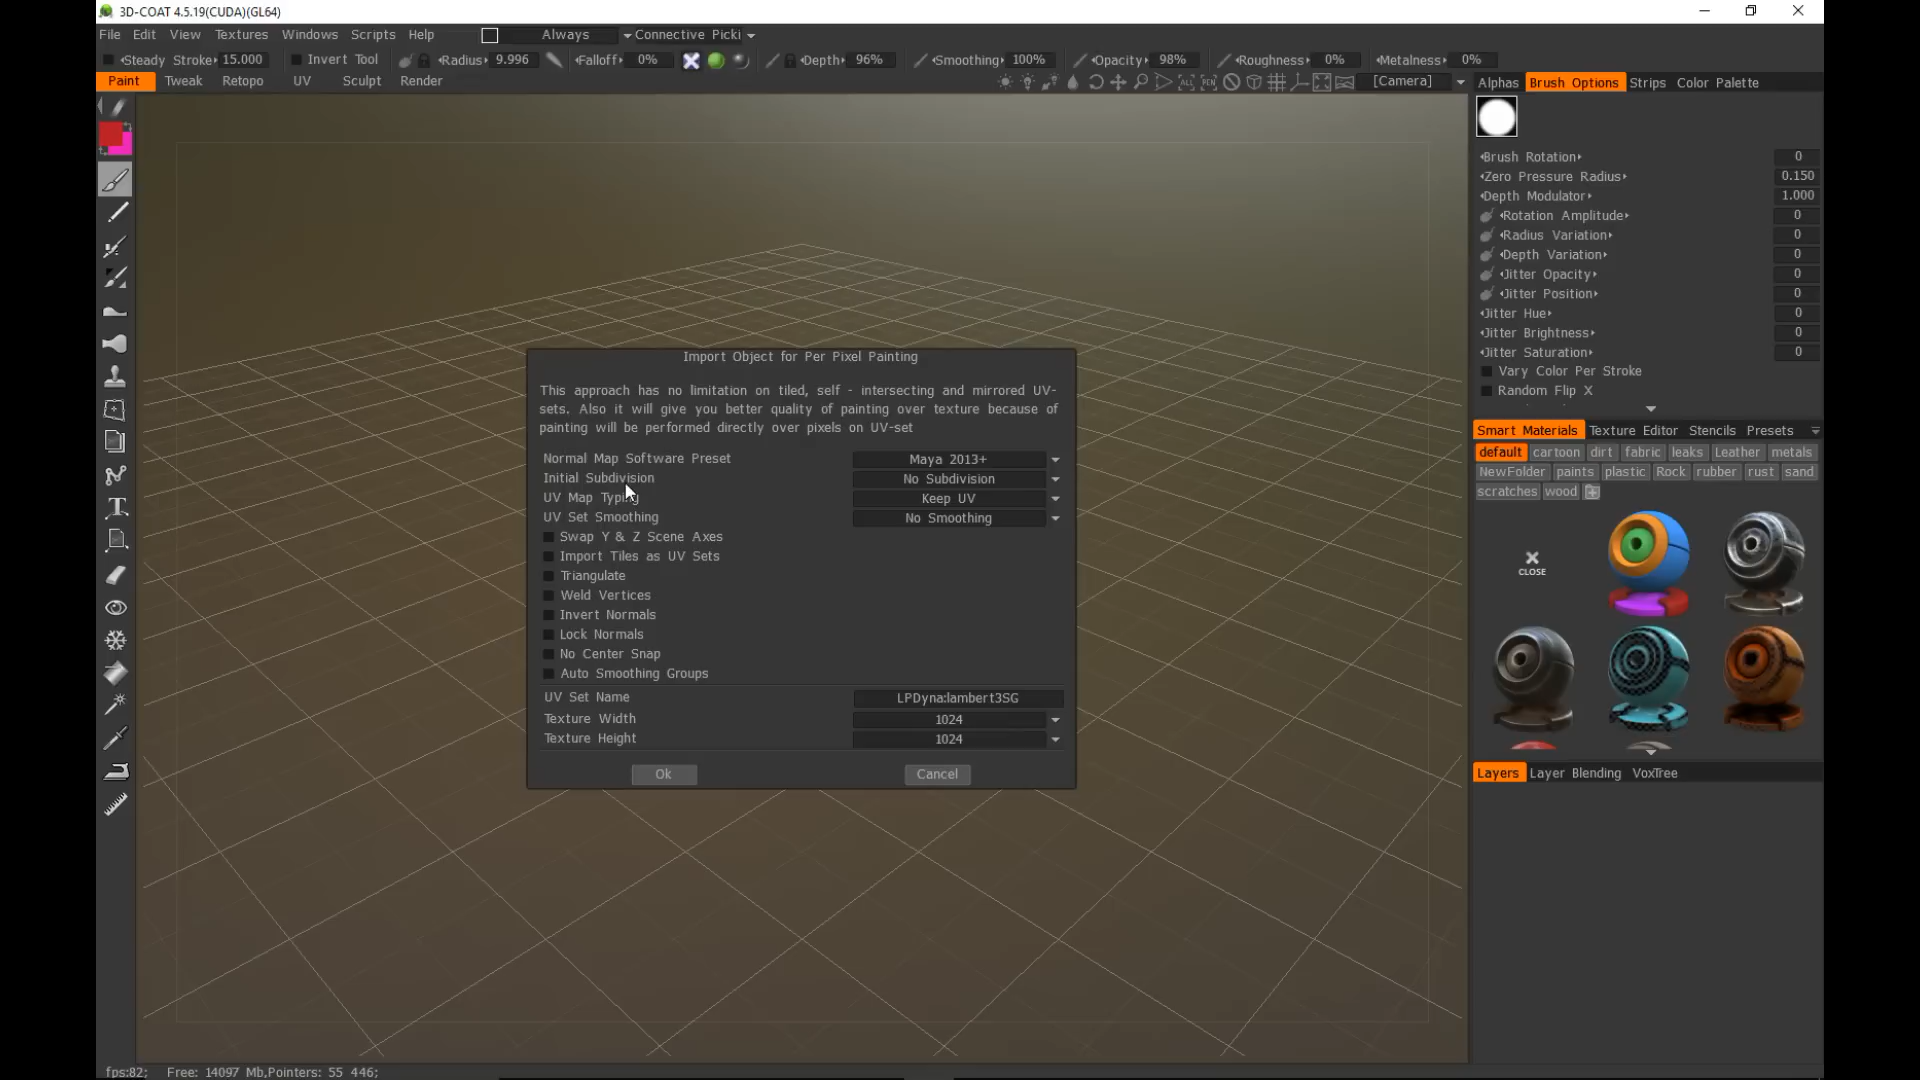 3D-COAT 4.5.19(CUDA)(GL64)
File Edit View Textures Windows Scripts Help Always Connective Picki
Steady Stroke 15.000 Invert Tool Radius 9.996 Falloff 0% Depth 96% Smoothing 100% Opacity 98% Roughness 0% Metalness 0%
Paint Tweak Retopo UV Sculpt Render [Camera]
Alphas Brush Options Strips Color Palette
Brush Rotation 0
Zero Pressure Radius 0.150
Depth Modulator 1.000
Rotation Amplitude 0
Radius Variation 0
Depth Variation 0
Jitter Opacity 0
Jitter Position 0
Jitter Hue 0
Jitter Brightness 0
Jitter Saturation 0
Vary Color Per Stroke
Random Flip X
Import Object for Per Pixel Painting
This approach has no limitation on tiled, self - intersecting and mirrored UV-
sets. Also it will give you better quality of painting over texture because of
painting will be performed directly over pixels on UV-set
Normal Map Software Preset Maya 2013+
Initial Subdivision No Subdivision
UV Map Typing Keep UV
UV Set Smoothing No Smoothing
Swap Y & Z Scene Axes
Import Tiles as UV Sets
Triangulate
Weld Vertices
Invert Normals
Lock Normals
No Center Snap
Auto Smoothing Groups
UV Set Name LPDyna:lambert3SG
Texture Width 1024
Texture Height 1024
Ok Cancel
Smart Materials Texture Editor Stencils Presets
default cartoon dirt fabric leaks Leather metals
NewFolder paints plastic Rock rubber rust sand
scratches wood
CLOSE
Layers Layer Blending VoxTree
fps:82; Free: 14097 Mb,Pointers: 55 446;